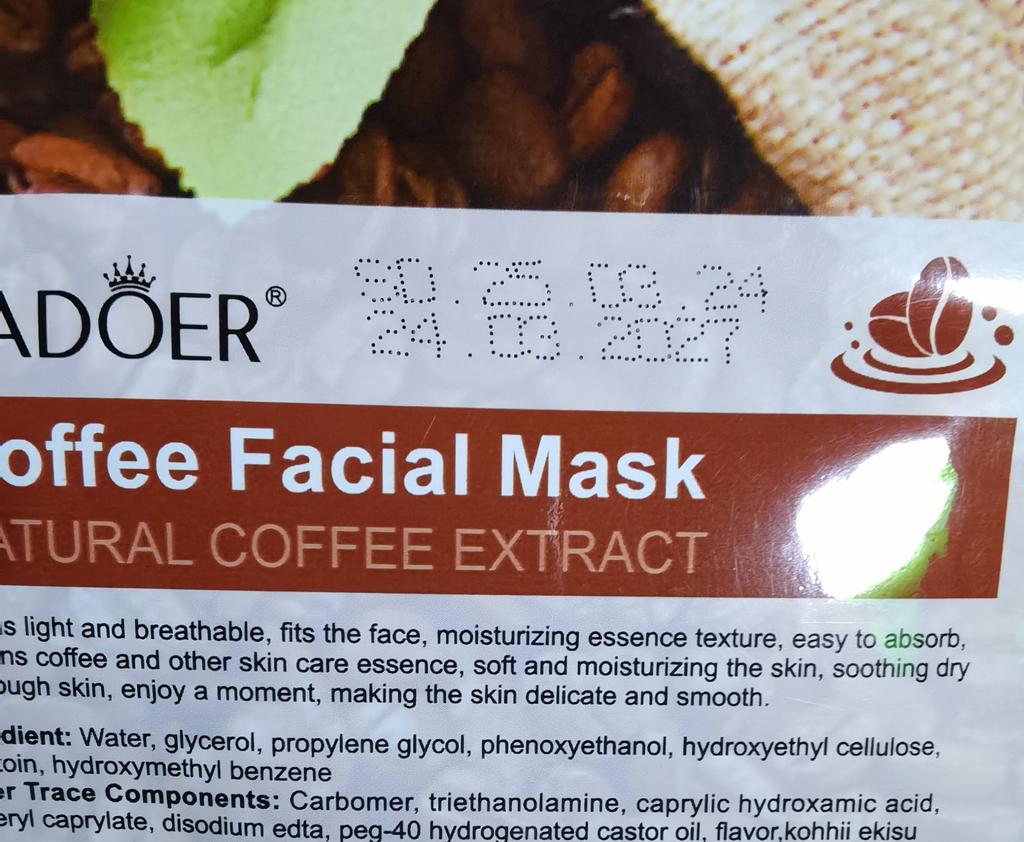 ADOER®
25.03.24
24.03.2027
offee Facial Mask
ATURAL COFFEE EXTRACT
s light and breathable, fits the face, moisturizing essence texture, easy to absorb,
ns coffee and other skin care essence, soft and moisturizing the skin, soothing dry
ough skin, enjoy a moment, making the skin delicate and smooth.
dient: Water, glycerol, propylene glycol, phenoxyethanol, hydroxyethyl cellulose,
toin, hydroxymethyl benzene
er Trace Components: Carbomer, triethanolamine, caprylic hydroxamic acid,
eryl caprylate, disodium edta, peg-40 hydrogenated castor oil, flavor,kohhii ekisu